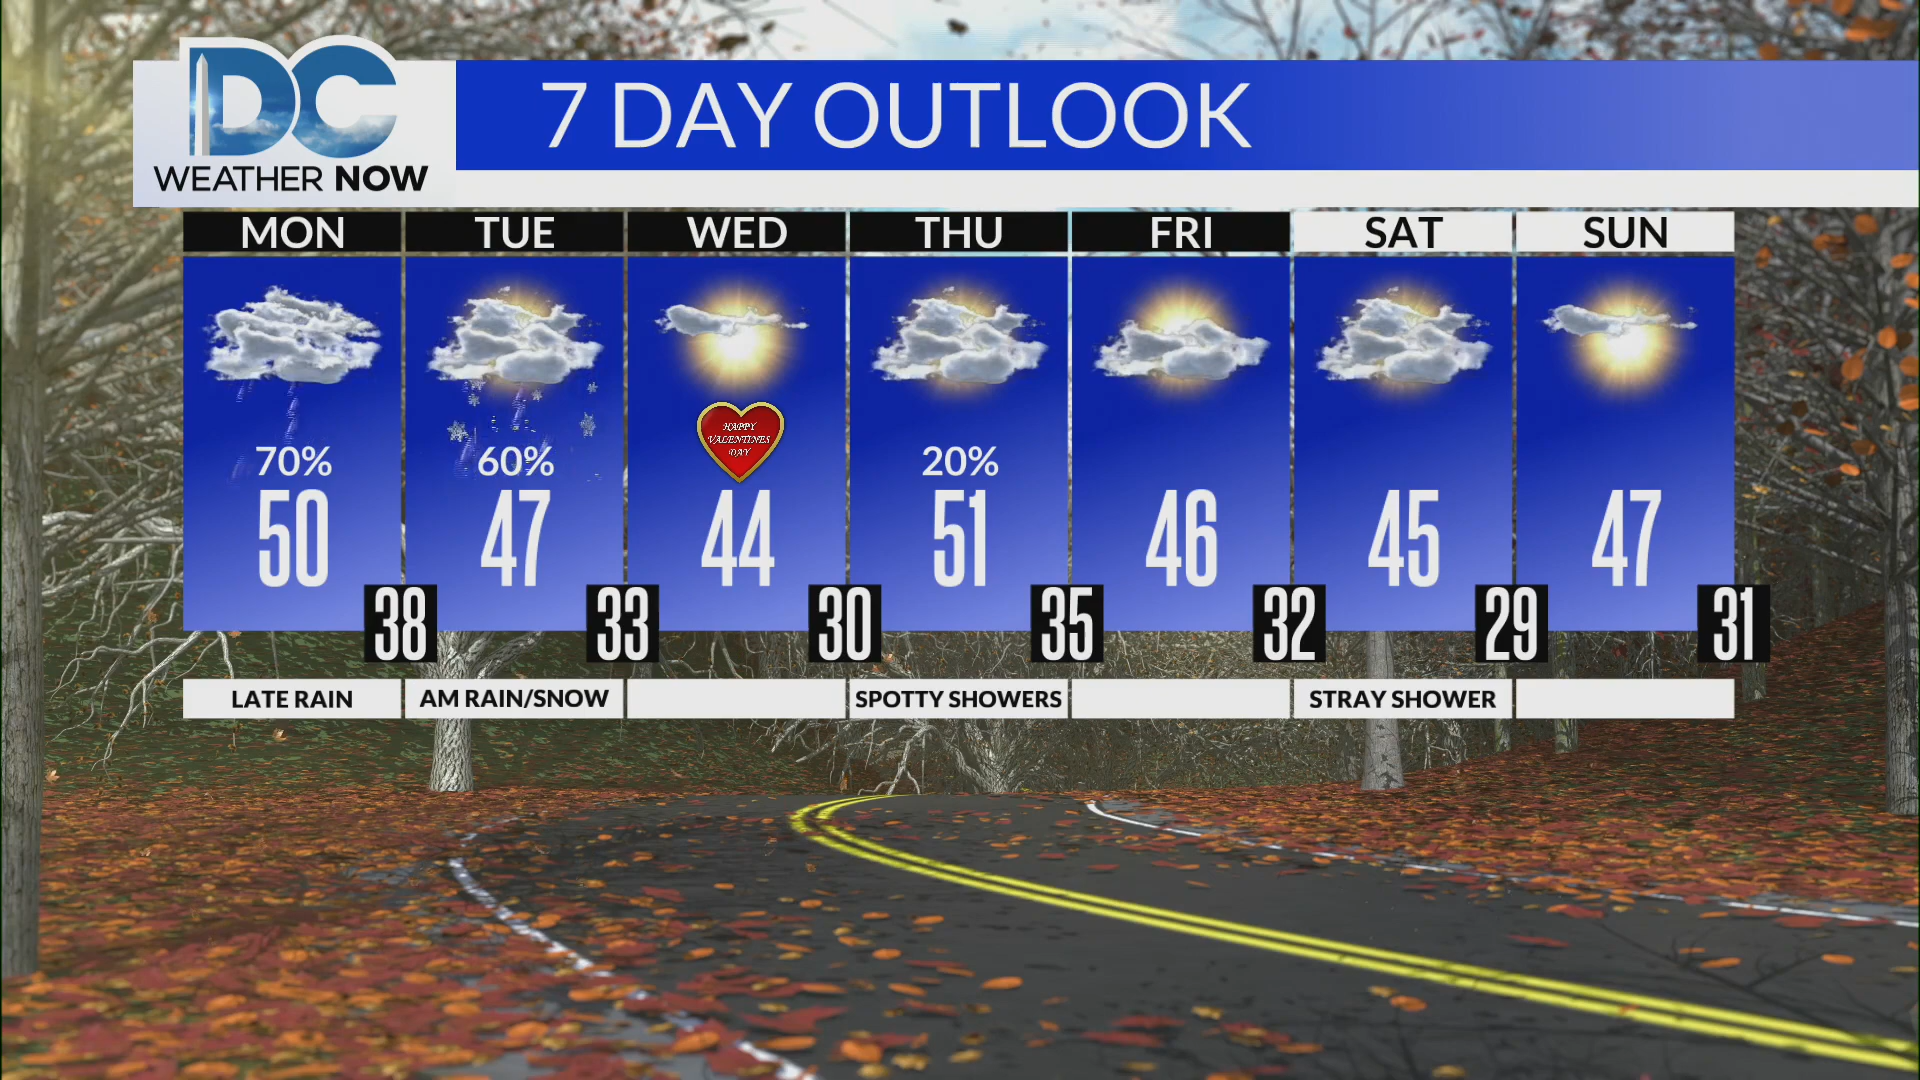 DC
WEATHER NOW
7 DAY OUTLOOK
MON TUE WED THU FRI SAT SUN
HAPPY
VALENTINES
DAY
70% 60% 20%
50 47 44 51 46 45 47
38 33 30 35 32 29 31
LATE RAIN AM RAIN/SNOW SPOTTY SHOWERS STRAY SHOWER